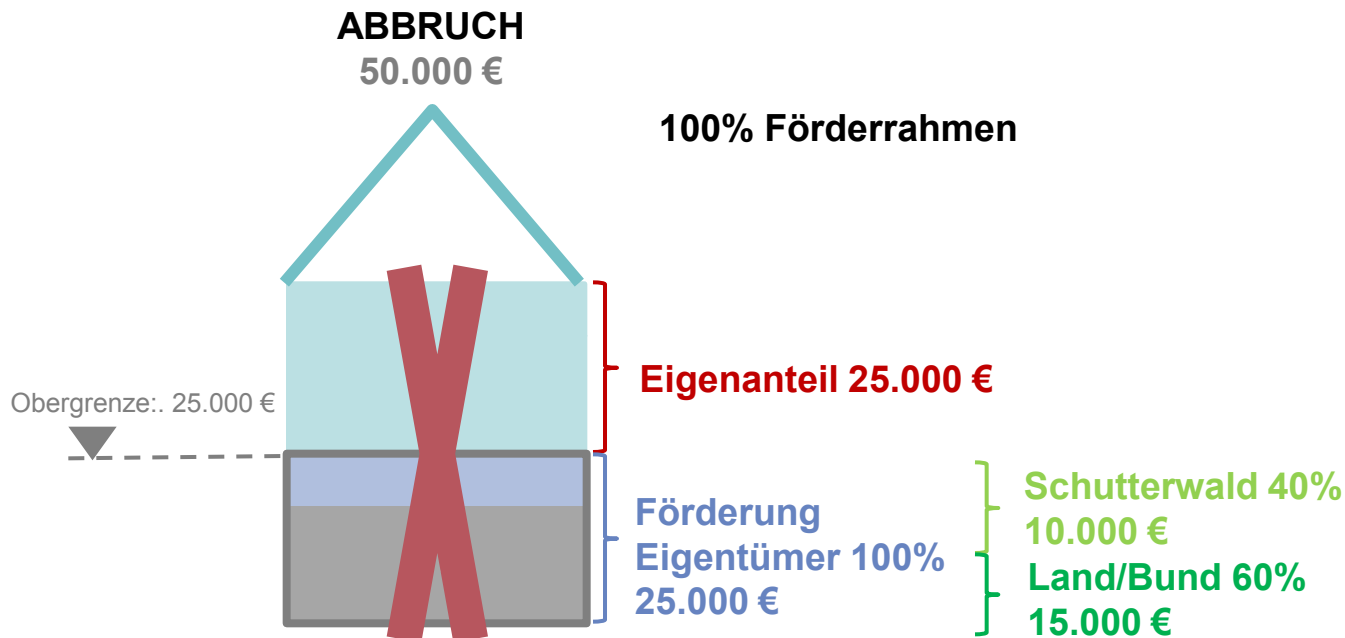 ABBRUCH
50.000 €
100% Förderrahmen
Eigenanteil 25.000 €
Obergrenze:. 25.000 €
Förderung
Eigentümer 100%
25.000 €
Schutterwald 40%
10.000 €
Land/Bund 60%
15.000 €